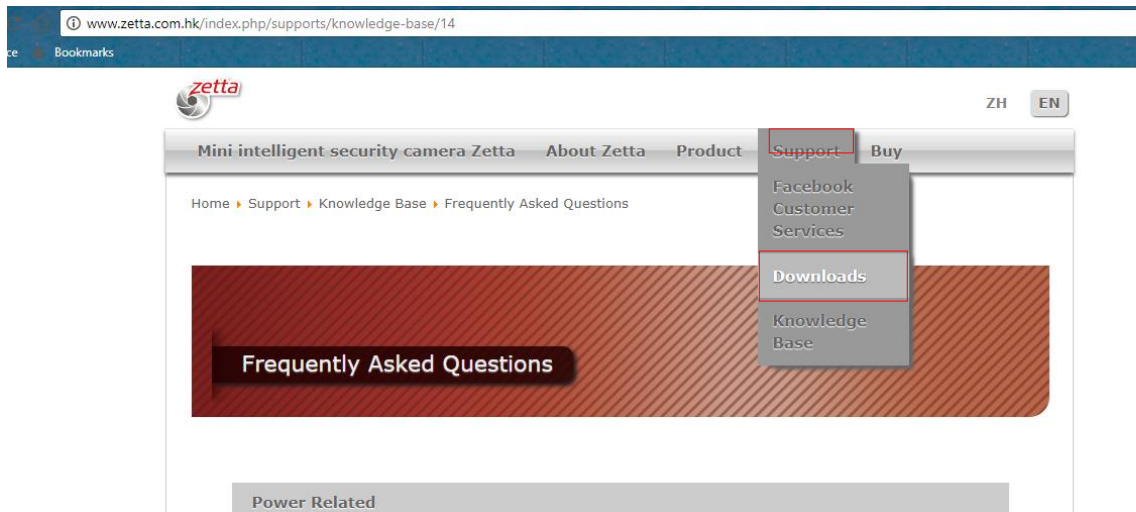 www.zetta.com.hk/index.php/supports/knowledge-base/14
ce Bookmarks
zetta
ZH EN
Mini intelligent security camera Zetta About Zetta Product Support Buy
Facebook
Customer
Services
Downloads
Knowledge
Base
Home Support Knowledge Base Frequently Asked Questions
Frequently Asked Questions
Power Related